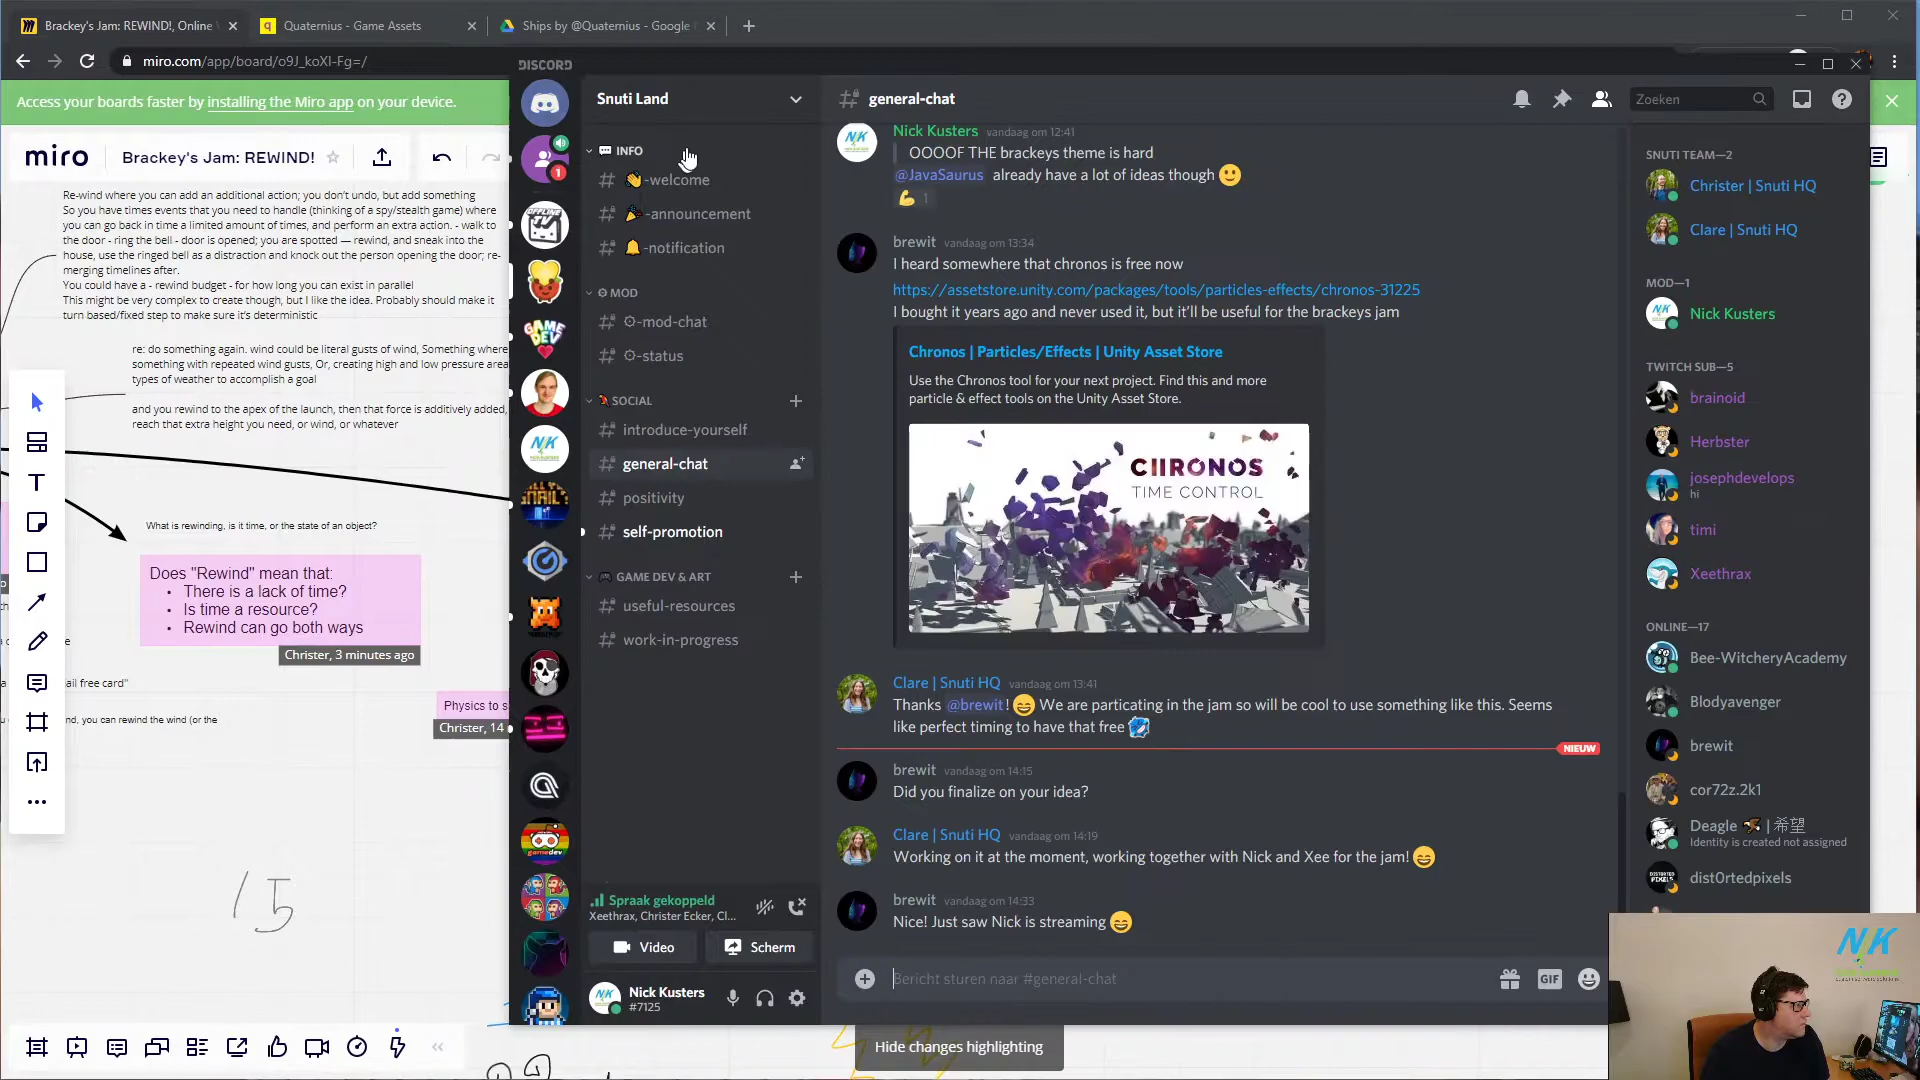 Brackey's Jam: REWIND!, Online W
Quaternius - Game Assets
Ships by @Quaternius - Google
miro.com/app/board/o9J_koXl-Fg=/
Access your boards faster by installing the Miro app on your device.
miro
Brackey's Jam: REWIND!
Re-wind where you can add an additional action; you don't undo, but add something
So you have times events that you need to handle (thinking of a spy/stealth game) where
you can go back in time a limited amount of times, and perform an extra action. - walk to
the door - ring the bell - door is opened; you are spotted — rewind, and sneak into the
house, use the ringed bell as a distraction and knock out the person opening the door; re-
merging timelines after.
You could have a - rewind budget - for how long you can exist in parallel
This might be very complex to create though, but I like the idea. Probably should make it
turn based/fixed step to make sure it's deterministic
re: do something again. wind could be literal gusts of wind, Something where
something with repeated wind gusts, Or, creating high and low pressure area
types of weather to accomplish a goal
and you rewind to the apex of the launch, then that force is additively added,
reach that extra height you need, or wind, or whatever
What is rewinding, is it time, or the state of an object?
Does "Rewind" mean that:
• There is a lack of time?
• Is time a resource?
• Rewind can go both ways
Christer, 3 minutes ago
ail free card"
nd, you can rewind the wind (or the
Physics to s
Christer, 14
15
DISCORD
Snuti Land
INFO
-welcome
-announcement
-notification
MOD
-mod-chat
-status
SOCIAL
introduce-yourself
general-chat
positivity
self-promotion
GAME DEV & ART
useful-resources
work-in-progress
Spraak gekoppeld
Xeethrax, Christer Ecker, Cl...
Video
Scherm
Nick Kusters
#7125
general-chat
Zoeken
Nick Kusters vandaag om 12:41
OOOOF THE brackeys theme is hard
@JavaSaurus already have a lot of ideas though
1
brewit vandaag om 13:34
I heard somewhere that chronos is free now
https://assetstore.unity.com/packages/tools/particles-effects/chronos-31225
I bought it years ago and never used it, but it'll be useful for the brackeys jam
Chronos | Particles/Effects | Unity Asset Store
Use the Chronos tool for your next project. Find this and more
particle & effect tools on the Unity Asset Store.
CHRONOS
TIME CONTROL
Clare | Snuti HQ vandaag om 13:41
Thanks @brewit! We are particating in the jam so will be cool to use something like this. Seems
like perfect timing to have that free
NIEUW
brewit vandaag om 14:15
Did you finalize on your idea?
Clare | Snuti HQ vandaag om 14:19
Working on it at the moment, working together with Nick and Xee for the jam!
brewit vandaag om 14:33
Nice! Just saw Nick is streaming
Bericht sturen naar #general-chat
GIF
Hide changes highlighting
SNUTI TEAM—2
Christer | Snuti HQ
Clare | Snuti HQ
MOD—1
Nick Kusters
TWITCH SUB—5
brainoid
Herbster
josephdevelops
hi
timi
Xeethrax
ONLINE—17
Bee-WitcheryAcademy
Blodyavenger
brewit
cor72z.2k1
Deagle | 希望
Identity is created not assigned
dist0rtedpixels
NK